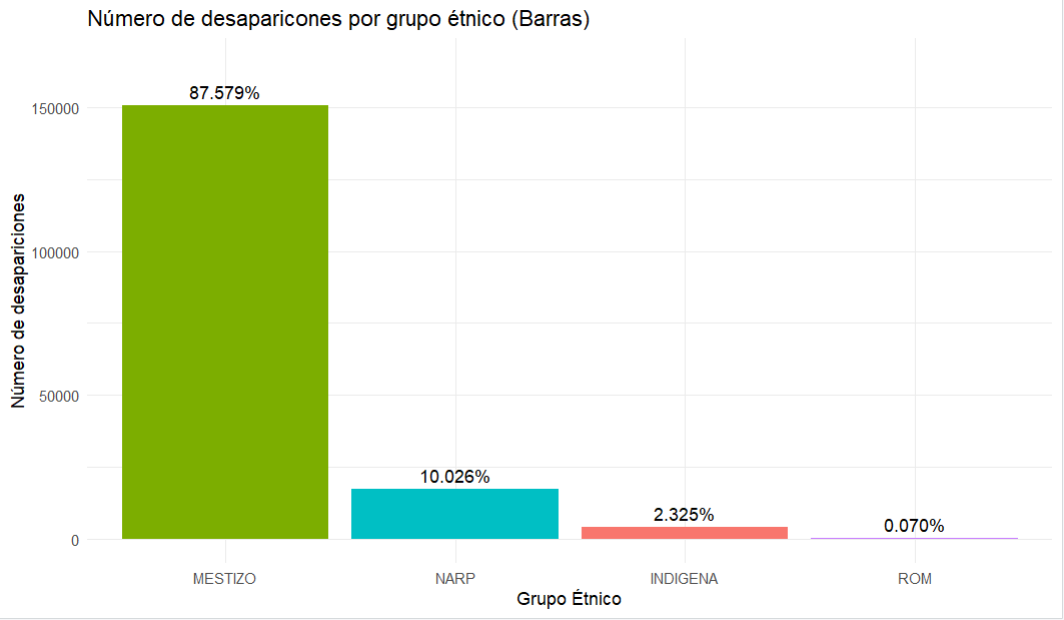 Número de desaparicones por grupo étnico (Barras)
87.579%
150000
100000
Número de desapariciones
50000
10.026%
2.325%
0.070%
0
MESTIZO
NARP
INDIGENA
ROM
Grupo Étnico